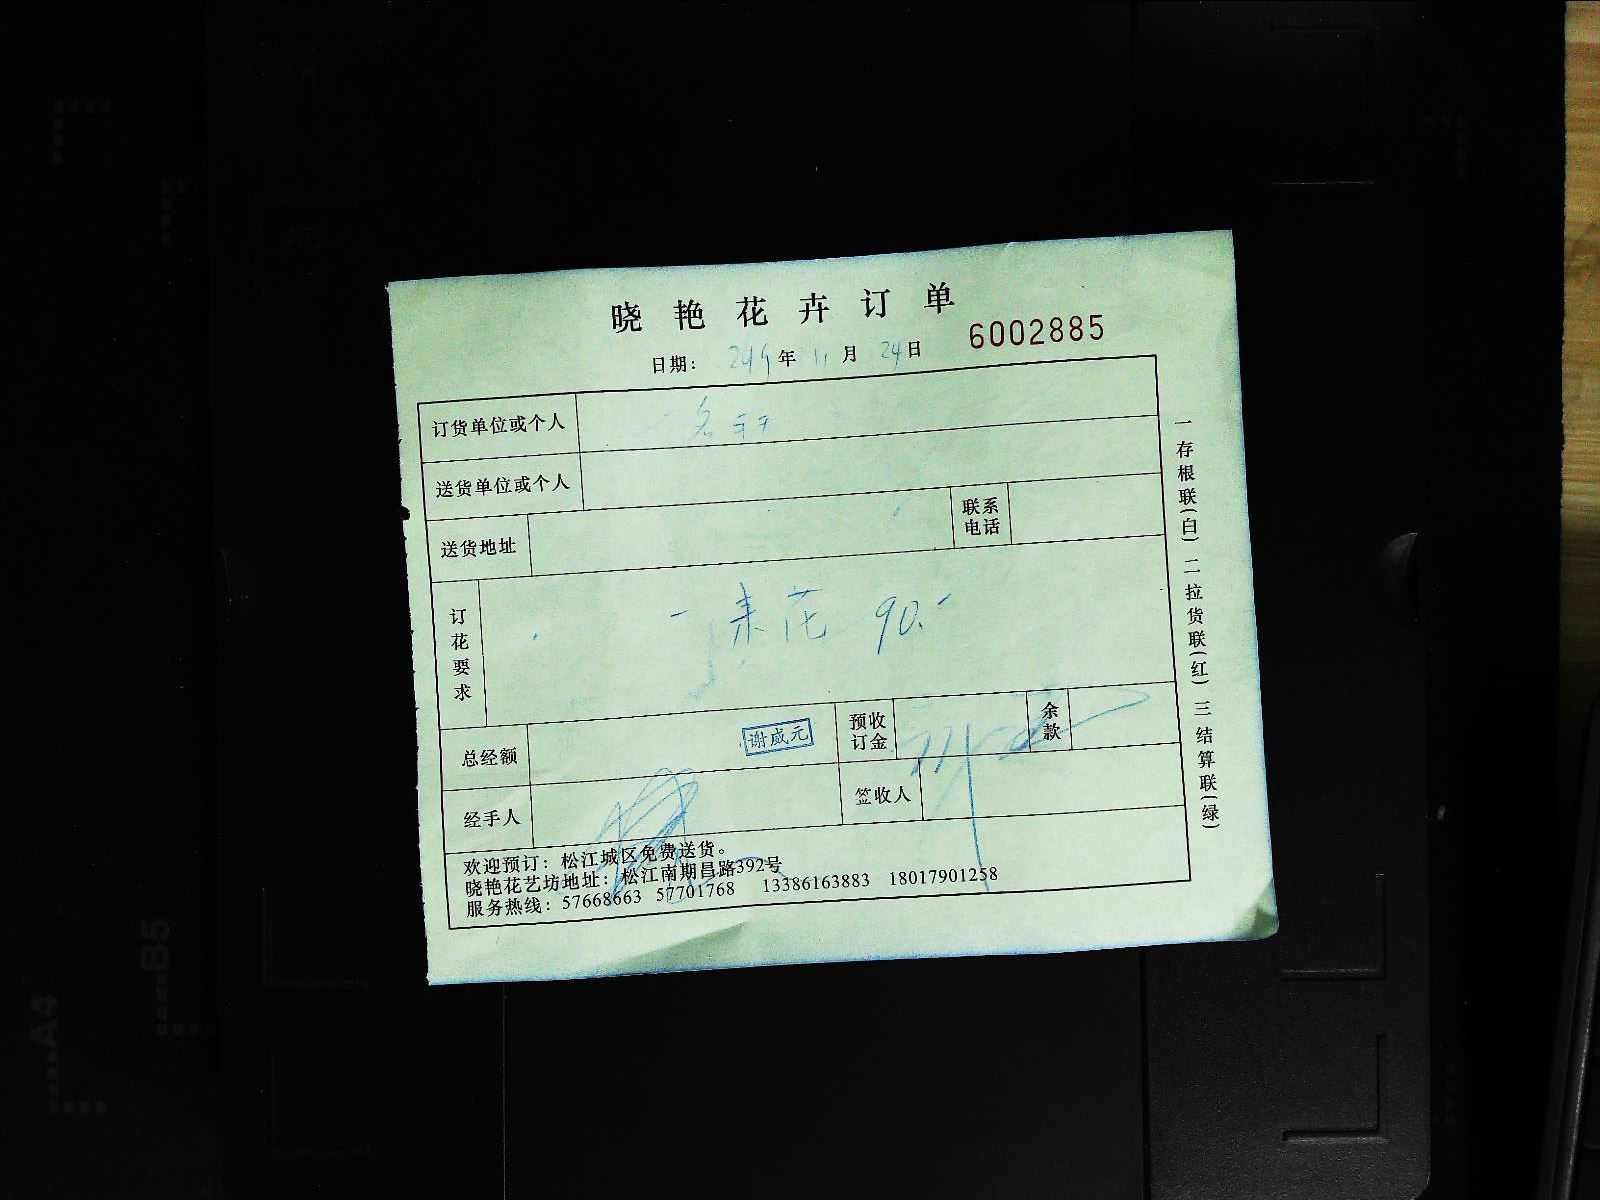 晓艳花卉订单
日期: 年 11 月 24 日 6002885
订货单位或个人
送货单位或个人
送货地址 联系电话
订花要求 花 90.-
总经额 谢威元 预收订金 余款
经手人 签收人
欢迎预订：松江城区免费送货。
晓艳花艺坊地址：松江南期昌路392号
服务热线：57668663 57701768 13386163883 18017901258
一存根联(白) 二拉货联(红) 三结算联(绿)
A4
B5